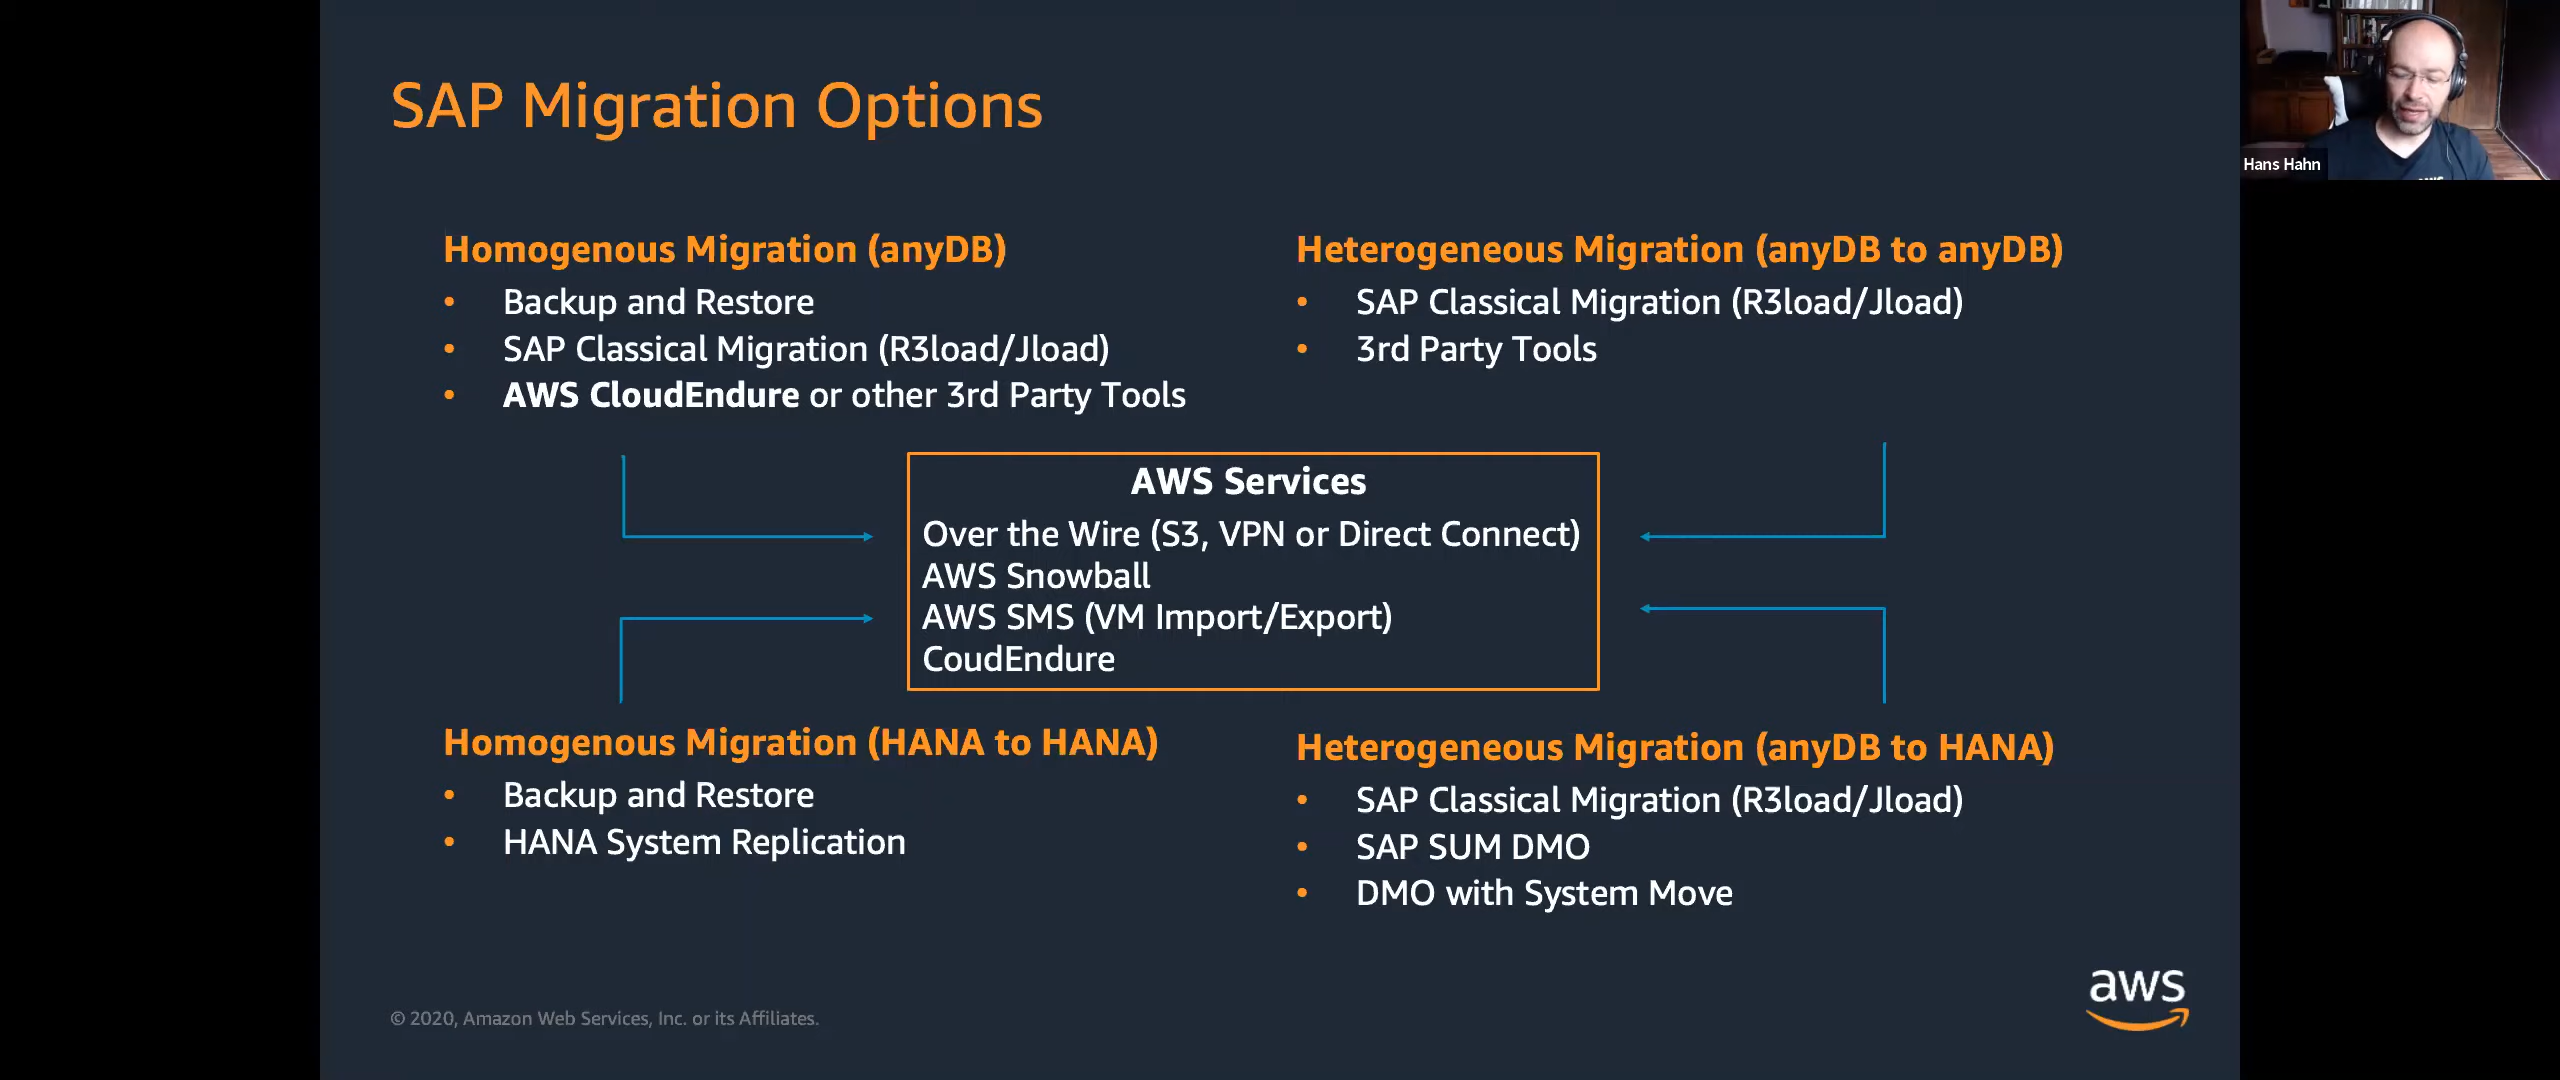 SAP Migration Options
Hans Hahn
Homogenous Migration (anyDB)
• Backup and Restore
• SAP Classical Migration (R3load/Jload)
• AWS CloudEndure or other 3rd Party Tools
Heterogeneous Migration (anyDB to anyDB)
• SAP Classical Migration (R3load/Jload)
• 3rd Party Tools
AWS Services
Over the Wire (S3, VPN or Direct Connect)
AWS Snowball
AWS SMS (VM Import/Export)
CoudEndure
Homogenous Migration (HANA to HANA)
• Backup and Restore
• HANA System Replication
Heterogeneous Migration (anyDB to HANA)
• SAP Classical Migration (R3load/Jload)
• SAP SUM DMO
• DMO with System Move
© 2020, Amazon Web Services, Inc. or its Affiliates.
aws